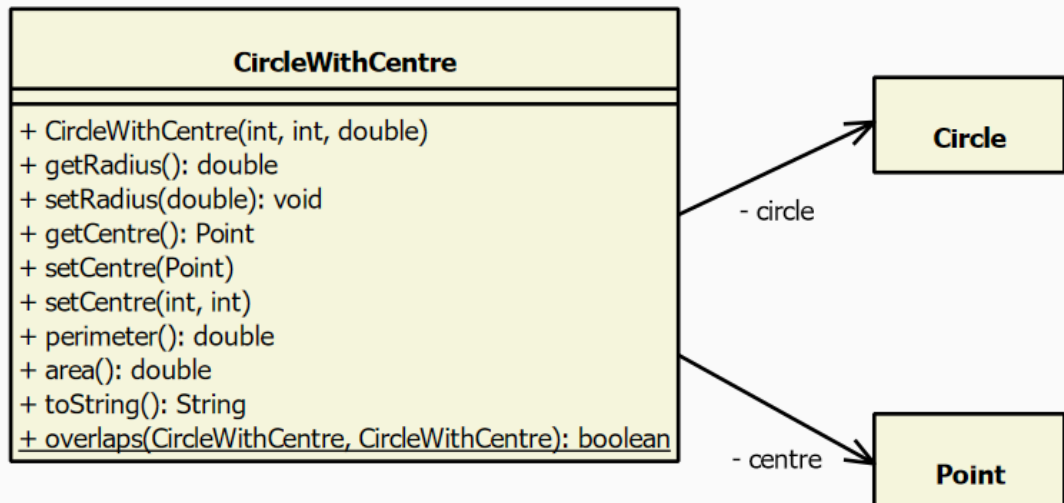 CircleWithCentre
+ CircleWithCentre(int, int, double)
+ getRadius(): double
+ setRadius(double): void
+ getCentre(): Point
+ setCentre(Point)
+ setCentre(int, int)
+ perimeter(): double
+ area(): double
+ toString(): String
+ overlaps(CircleWithCentre, CircleWithCentre): boolean
- circle
Circle
- centre
Point